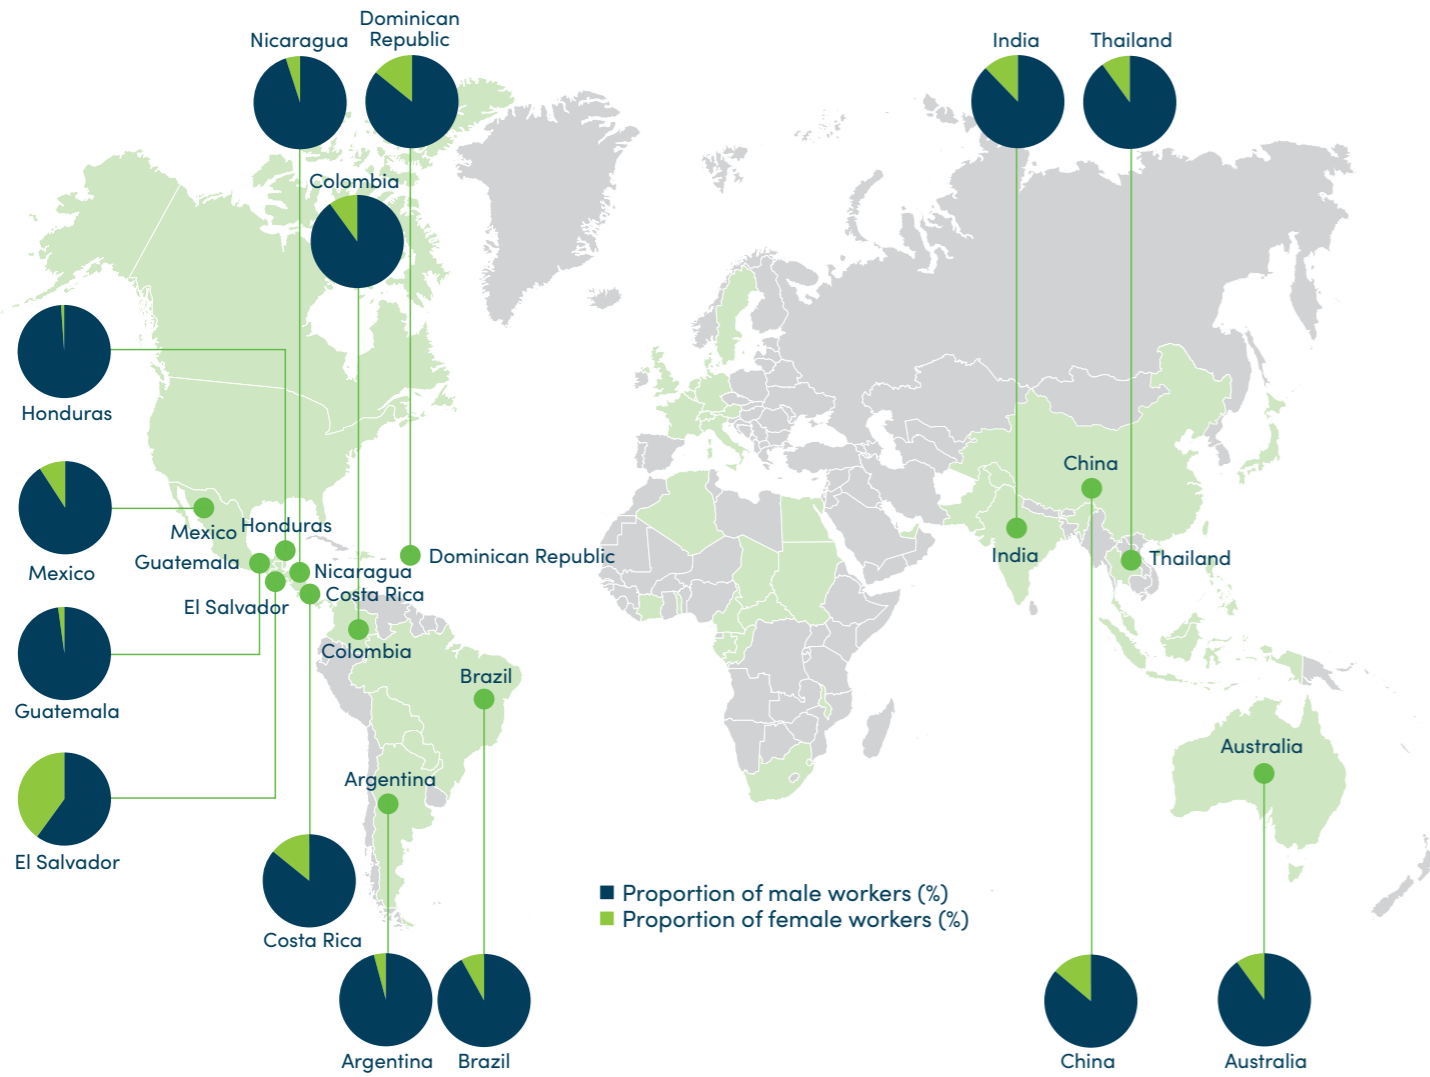 Dominican
Republic
Nicaragua
India
Thailand
Colombia
Honduras
China
Mexico
Honduras
Mexico
Guatemala
Nicaragua
Dominican Republic
India
Thailand
El Salvador
Costa Rica
Colombia
Guatemala
Brazil
Australia
Argentina
El Salvador
Proportion of male workers (%)
Proportion of female workers (%)
Costa Rica
Argentina
Brazil
China
Australia